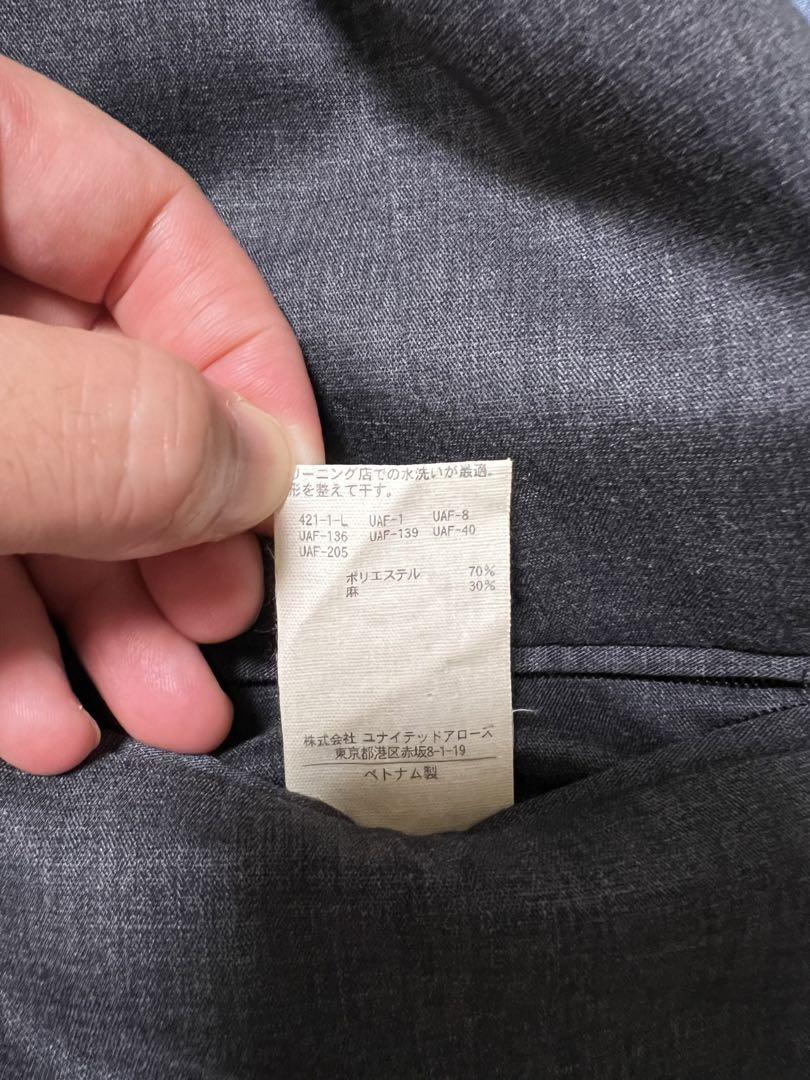 リーニング店での水洗いが最適。
形を整えて干す。
421-1-L UAF-1 UAF-8
UAF-136 UAF-139 UAF-40
UAF-205
ポリエステル 70%
麻 30%
株式会社 ユナイテッドアローズ
東京都港区赤坂8-1-19
ベトナム製